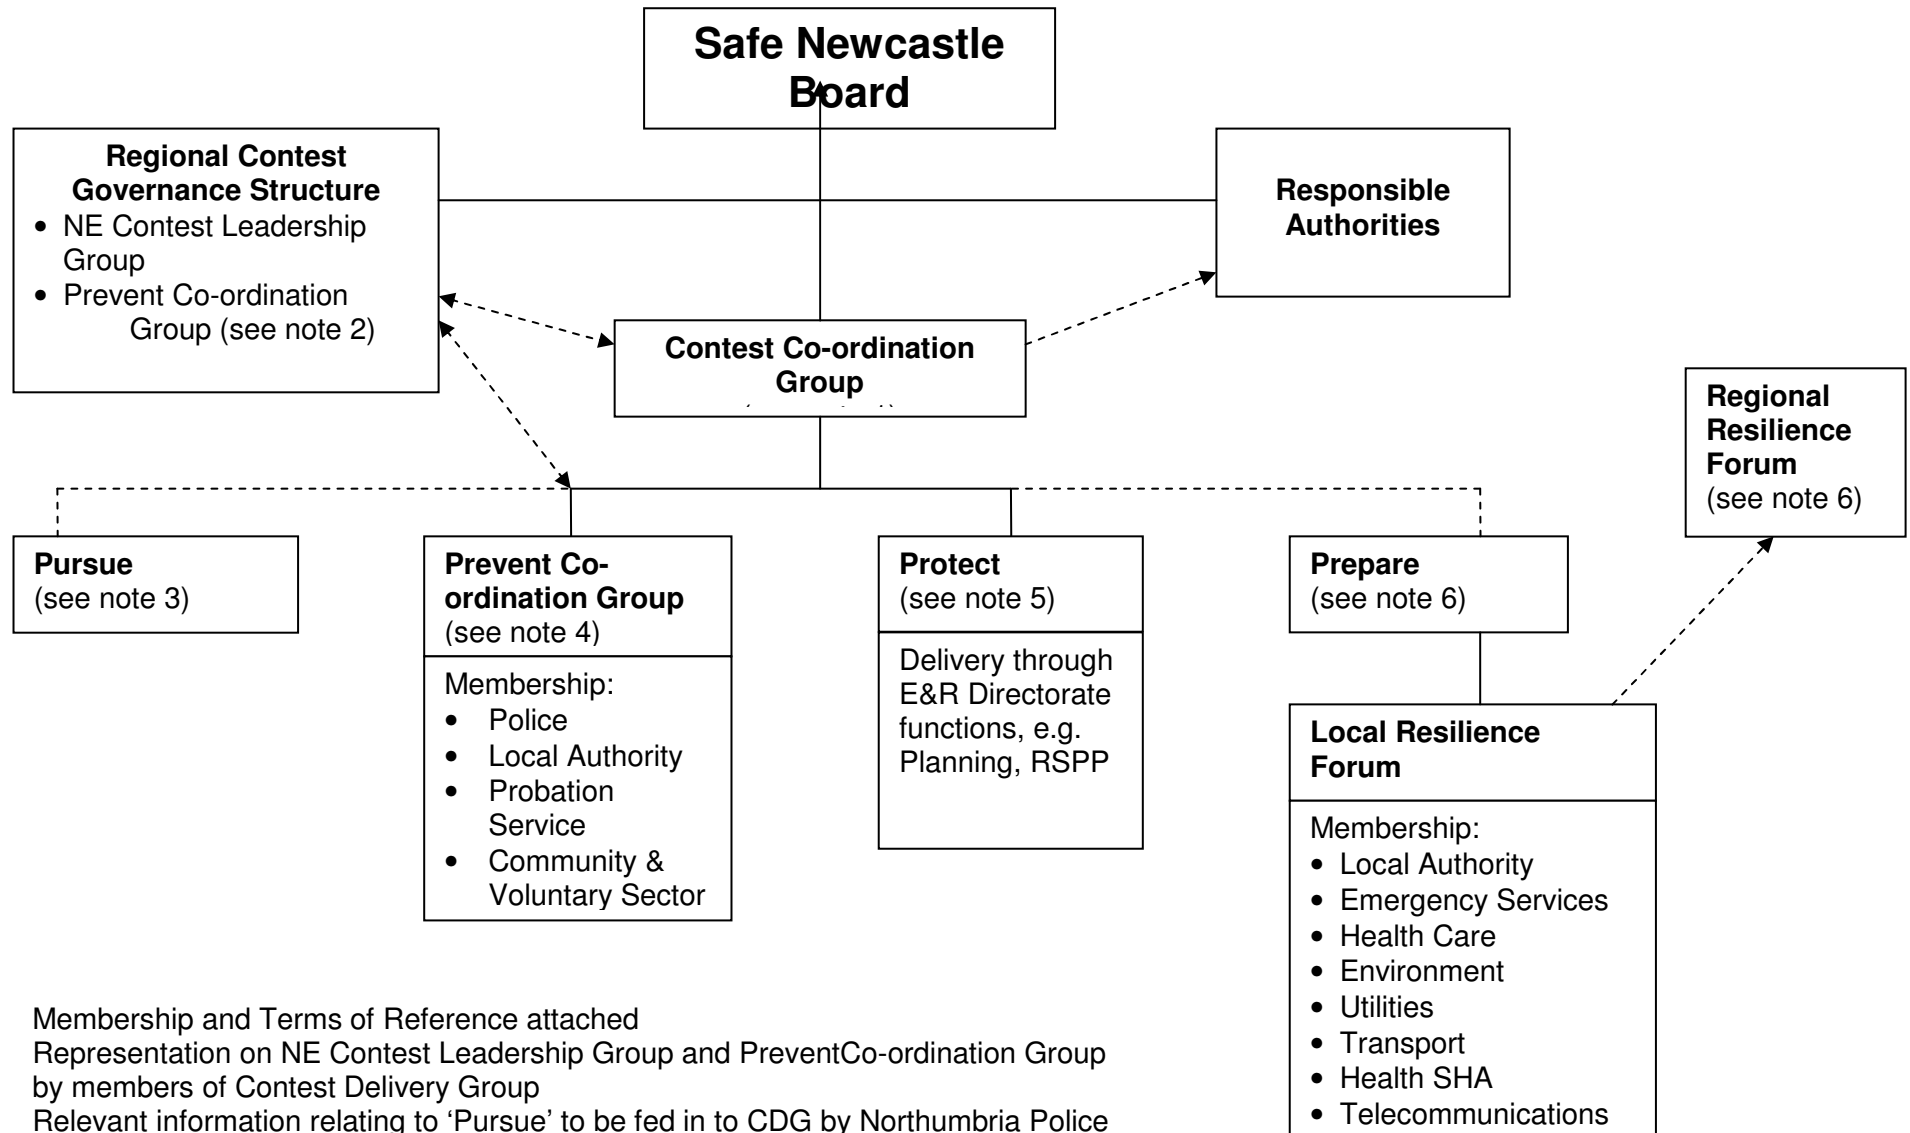 Safe Newcastle
Board
Regional Contest
Governance Structure
• NE Contest Leadership
Group
• Prevent Co-ordination
Group (see note 2)
Responsible
Authorities
Contest Co-ordination
Group
Regional
Resilience
Forum
(see note 6)
Pursue
(see note 3)
Prevent Co-
ordination Group
(see note 4)
Membership:
• Police
• Local Authority
• Probation
Service
• Community &
Voluntary Sector
Protect
(see note 5)
Delivery through
E&R Directorate
functions, e.g.
Planning, RSPP
Prepare
(see note 6)
Local Resilience
Forum
Membership:
• Local Authority
• Emergency Services
• Health Care
• Environment
• Utilities
• Transport
• Health SHA
• Telecommunications
Membership and Terms of Reference attached
Representation on NE Contest Leadership Group and PreventCo-ordination Group
by members of Contest Delivery Group
Relevant information relating to ‘Pursue’ to be fed in to CDG by Northumbria Police